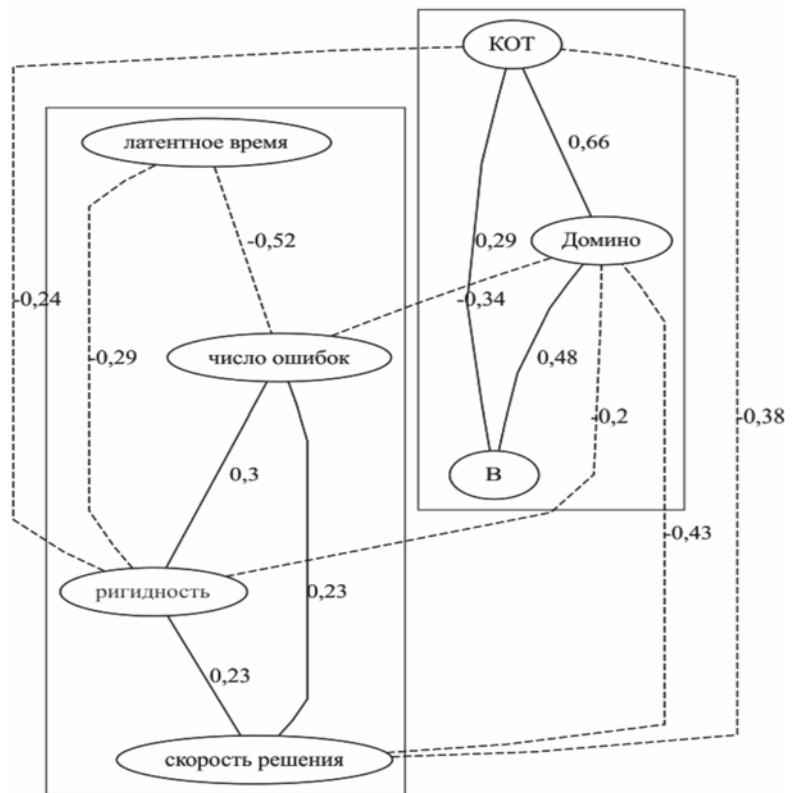 КОТ
латентное время
0,66
-0,52
0,29
Домино
-0,24
-0,34
-0,29
число ошибок
0,48
-0,2
-0,38
0,3
В
-0,43
ригидность
0,23
0,23
скорость решения